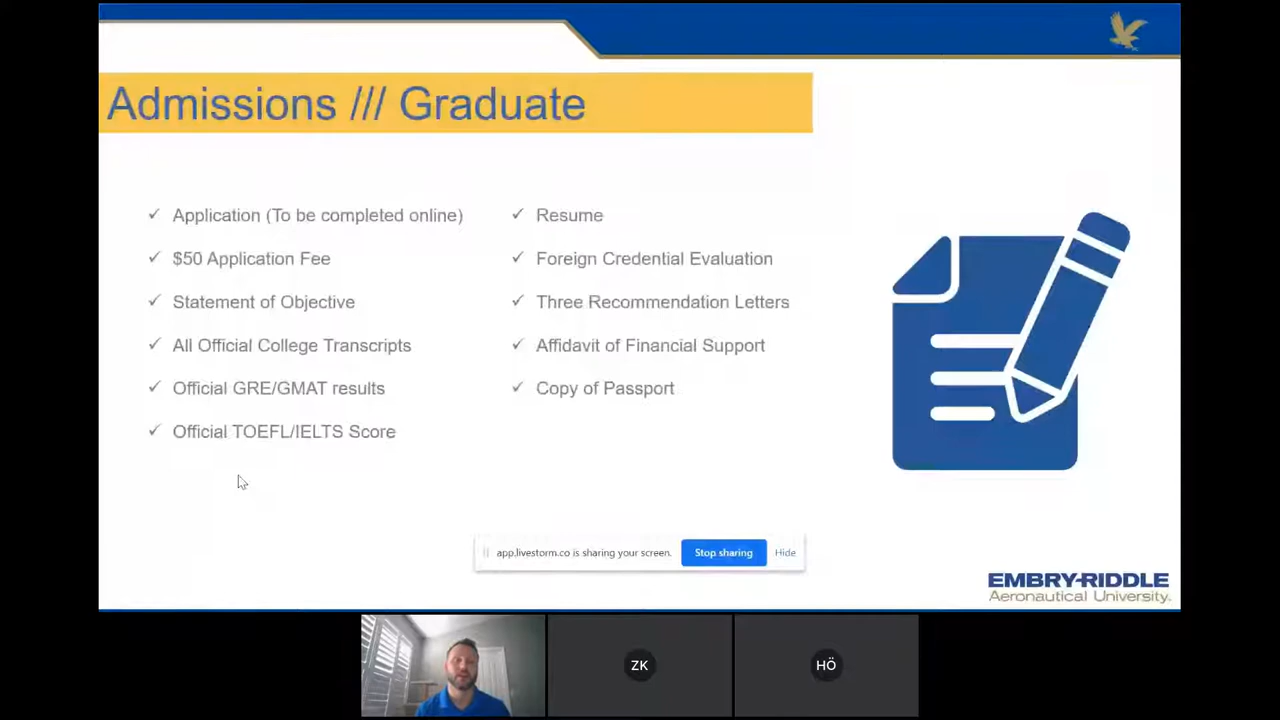 Admissions /// Graduate
Application (To be completed online)
$50 Application Fee
Statement of Objective
All Official College Transcripts
Official GRE/GMAT results
Official TOEFL/IELTS Score
Resume
Foreign Credential Evaluation
Three Recommendation Letters
Affidavit of Financial Support
Copy of Passport
app.livestorm.co is sharing your screen. Stop sharing Hide
EMBRY-RIDDLE
Aeronautical University.
ZK HÖ